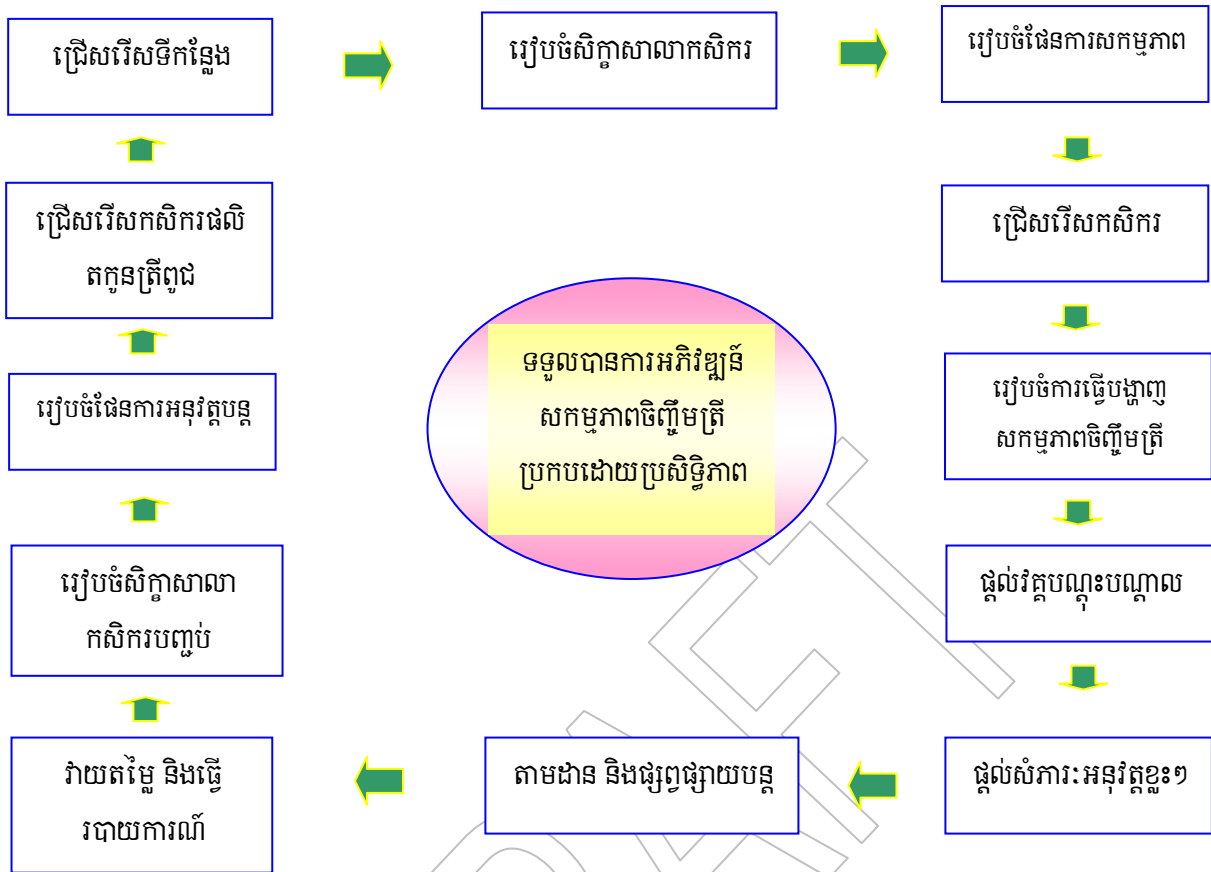 ជ្រើសរើសទីកន្លែង
រៀបចំសិក្ខាសាលាកសិករ
រៀបចំផែនការសកម្មភាព
ជ្រើសរើសកសិករ
រៀបចំការធ្វើបង្ហាញ
សកម្មភាពចិញ្ចឹមត្រី
ផ្តល់វគ្គបណ្តុះបណ្តាល
ផ្តល់សំភារៈអនុវត្តខ្លះៗ
តាមដាន និងផ្សព្វផ្សាយបន្ត
វាយតម្លៃ និងធ្វើ
របាយការណ៍
រៀបចំសិក្ខាសាលា
កសិករបញ្ចប់
រៀបចំផែនការអនុវត្តបន្ត
ជ្រើសរើសកសិករផលិ
តកូនត្រីពូជ
ទទួលបានការអភិវឌ្ឍន៍
សកម្មភាពចិញ្ចឹមត្រី
ប្រកបដោយប្រសិទ្ធិភាព
DRAFT